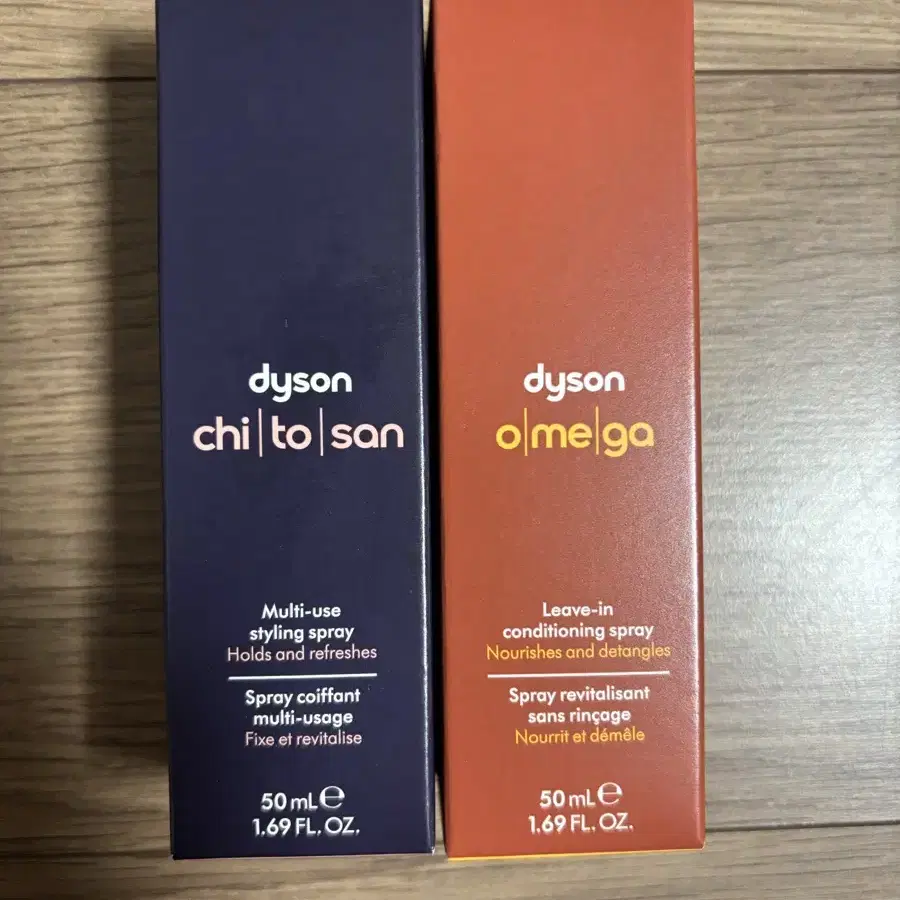 dyson
chi|to|san
Multi-use
styling spray
Holds and refreshes
Spray coiffant
multi-usage
Fixe et revitalise
50 mL℮
1.69 FL. OZ.
dyson
o|me|ga
Leave-in
conditioning spray
Nourishes and detangles
Spray revitalisant
sans rinçage
Nourrit et démêle
50 mL℮
1.69 FL. OZ.